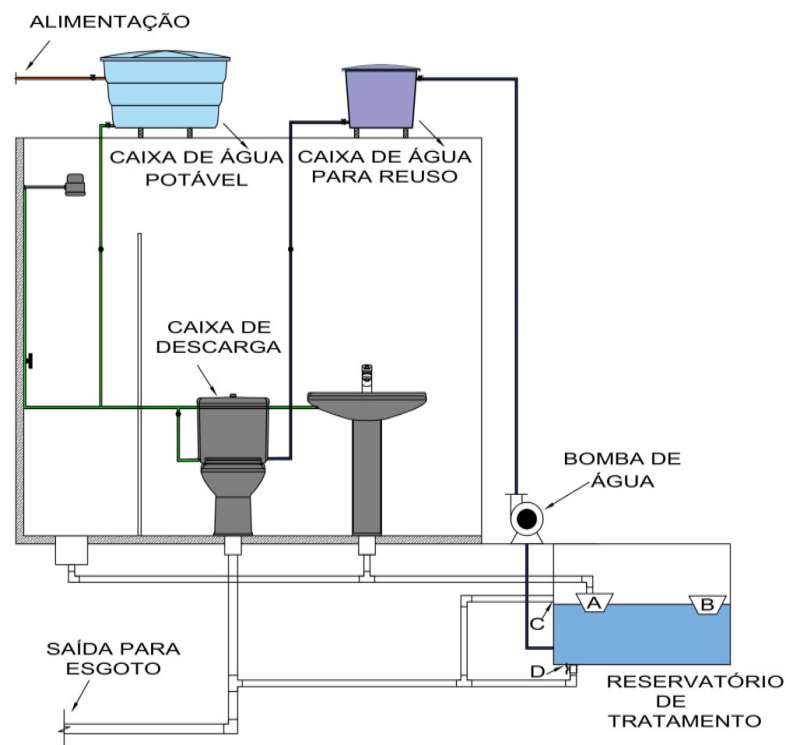 ALIMENTAÇÃO
CAIXA DE ÁGUA
POTÁVEL
CAIXA DE ÁGUA
PARA REUSO
CAIXA DE
DESCARGA
BOMBA DE
ÁGUA
A
B
C
D
SAÍDA PARA
ESGOTO
RESERVATÓRIO
DE
TRATAMENTO